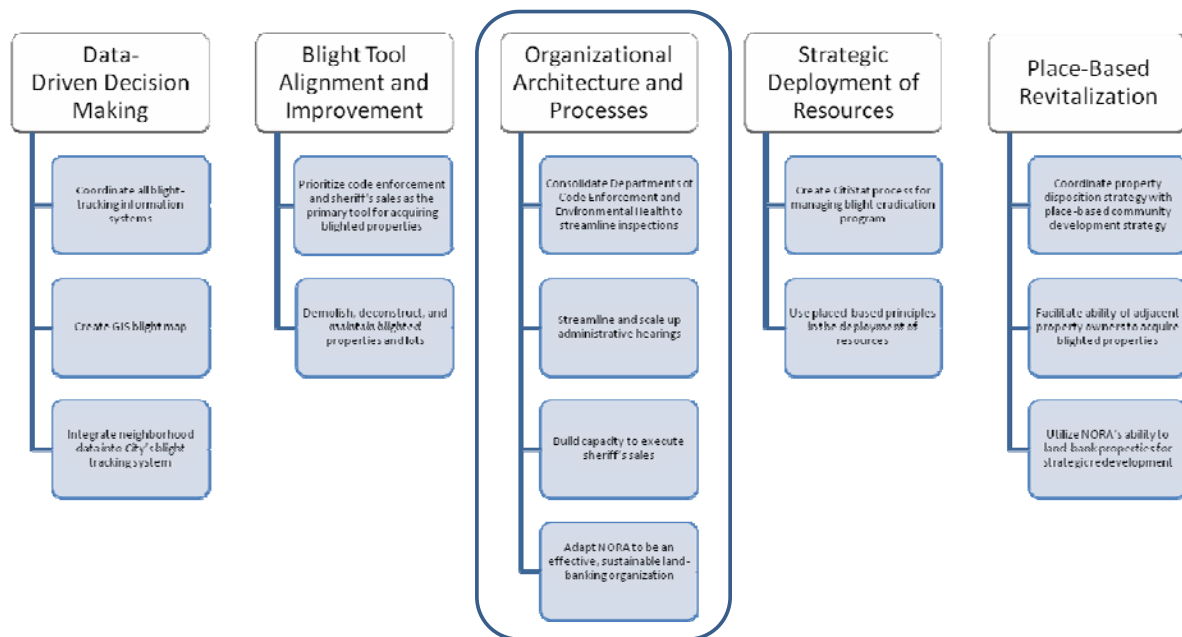 Data-
Driven Decision
Making
Coordinate all blight-
tracking information
systems
Create GIS blight map
Integrate neighborhood
data into City's blight
tracking system
Blight Tool
Alignment and
Improvement
Prioritize code enforcement
and sheriff's sales as the
primary tool for acquiring
blighted properties
Demolish, deconstruct, and
maintain blighted
properties and lots
Organizational
Architecture and
Processes
Consolidate Departments of
Code Enforcement and
Environmental Health to
streamline inspections
Streamline and scale up
administrative hearings
Build capacity to execute
sheriff's sales
Adapt NORA to be an
effective, sustainable land-
banking organization
Strategic
Deployment of
Resources
Create CitiStat process for
managing blight eradication
program
Use placed-based principles
in the deployment of
resources
Place-Based
Revitalization
Coordinate property
disposition strategy with
place-based community
development strategy
Facilitate ability of adjacent
property owners to acquire
blighted properties
Utilize NORA's ability to
land-bank properties for
strategic redevelopment